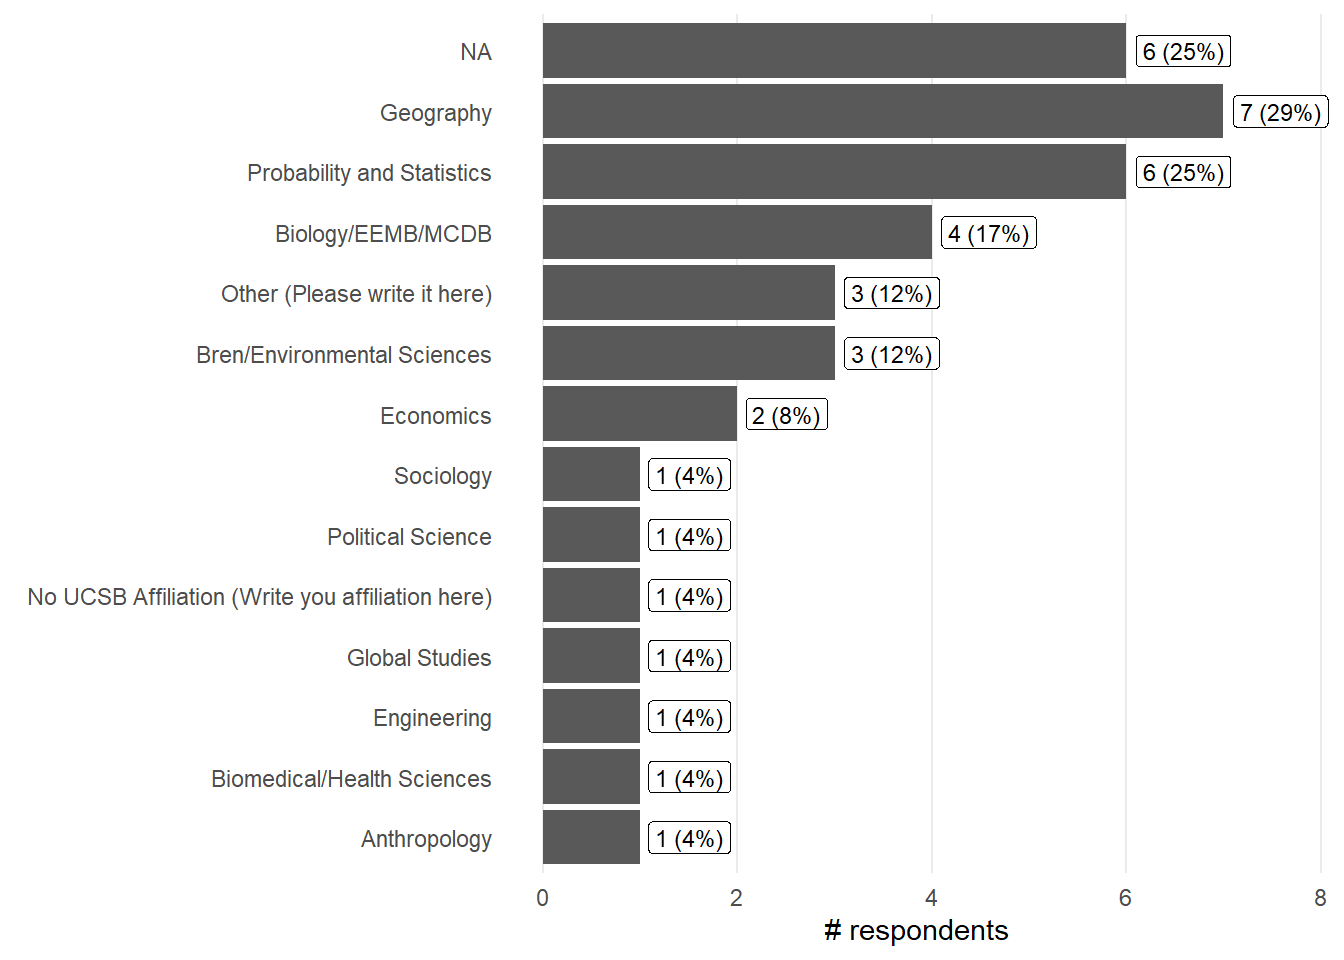 NA 6 (25%)
Geography 7 (29%)
Probability and Statistics 6 (25%)
Biology/EEMB/MCDB 4 (17%)
Other (Please write it here) 3 (12%)
Bren/Environmental Sciences 3 (12%)
Economics 2 (8%)
Sociology 1 (4%)
Political Science 1 (4%)
No UCSB Affiliation (Write you affiliation here) 1 (4%)
Global Studies 1 (4%)
Engineering 1 (4%)
Biomedical/Health Sciences 1 (4%)
Anthropology 1 (4%)
0 2 4 6 8
# respondents